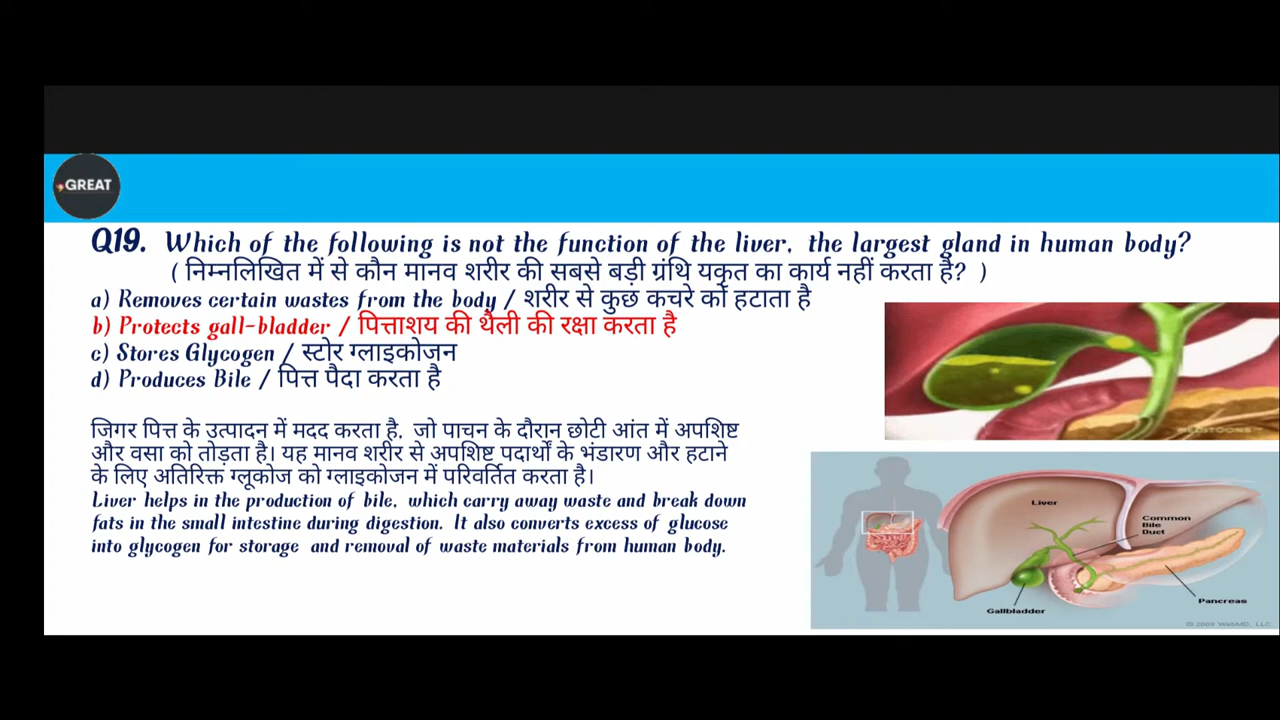 GREAT
Q19. Which of the following is not the function of the liver, the largest gland in human body?
( निम्नलिखित में से कौन मानव शरीर की सबसे बड़ी ग्रंथि यकृत का कार्य नहीं करता है? )
a) Removes certain wastes from the body / शरीर से कुछ कचरे को हटाता है
b) Protects gall-bladder / पित्ताशय की थैली की रक्षा करता है
c) Stores Glycogen / स्टोर ग्लाइकोजन
d) Produces Bile / पित्त पैदा करता है
जिगर पित्त के उत्पादन में मदद करता है, जो पाचन के दौरान छोटी आंत में अपशिष्ट
और वसा को तोड़ता है। यह मानव शरीर से अपशिष्ट पदार्थों के भंडारण और हटाने
के लिए अतिरिक्त ग्लूकोज को ग्लाइकोजन में परिवर्तित करता है।
Liver helps in the production of bile, which carry away waste and break down
fats in the small intestine during digestion. It also converts excess of glucose
into glycogen for storage and removal of waste materials from human body.
MEDITOONS
Liver
Common
Bile
Duct
Gallbladder
Pancreas
© 2009 WebMD, LLC